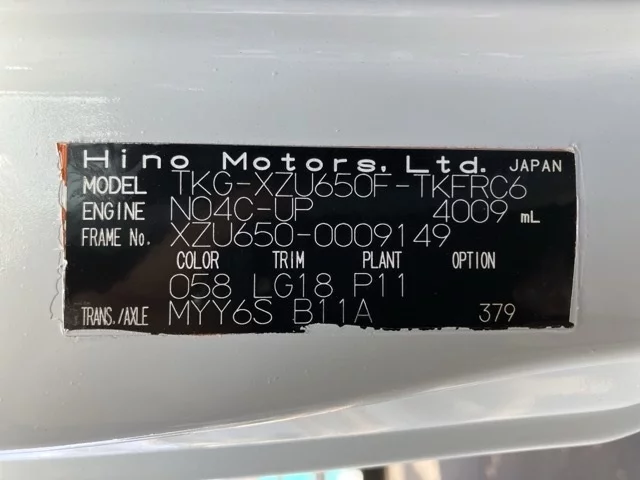 Hino Motors, Ltd. JAPAN
MODEL TKG-XZU650F-TKFRC6
ENGINE N04C-UP 4009 mL
FRAME No. XZU650-0009149
COLOR TRIM PLANT OPTION
058 LG18 P11
TRANS./AXLE MYY6S B11A 379